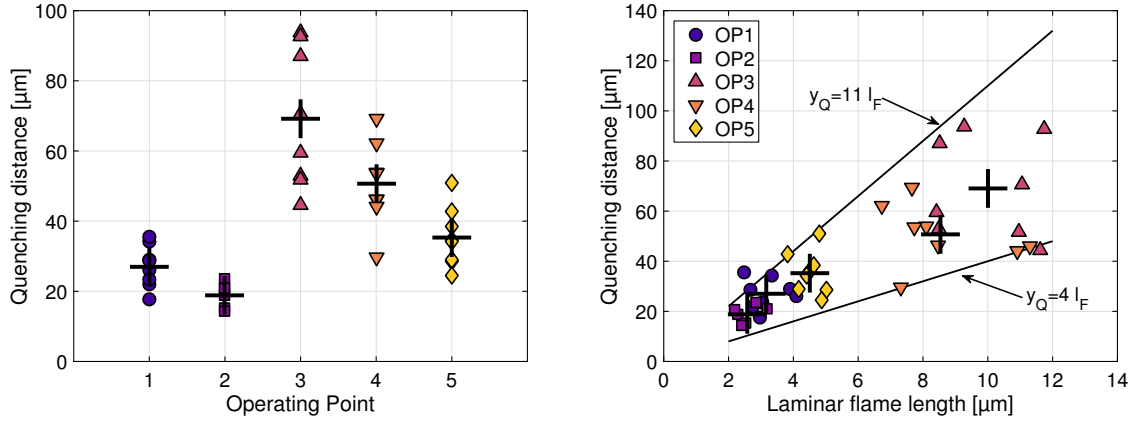 100
80
60
40
20
0
1 2 3 4 5
Operating Point
Quenching distance [µm]
140
120
100
80
60
40
20
0
0 2 4 6 8 10 12 14
Laminar flame length [µm]
Quenching distance [µm]
OP1
OP2
OP3
OP4
OP5
y_Q=11 l_F
y_Q=4 l_F